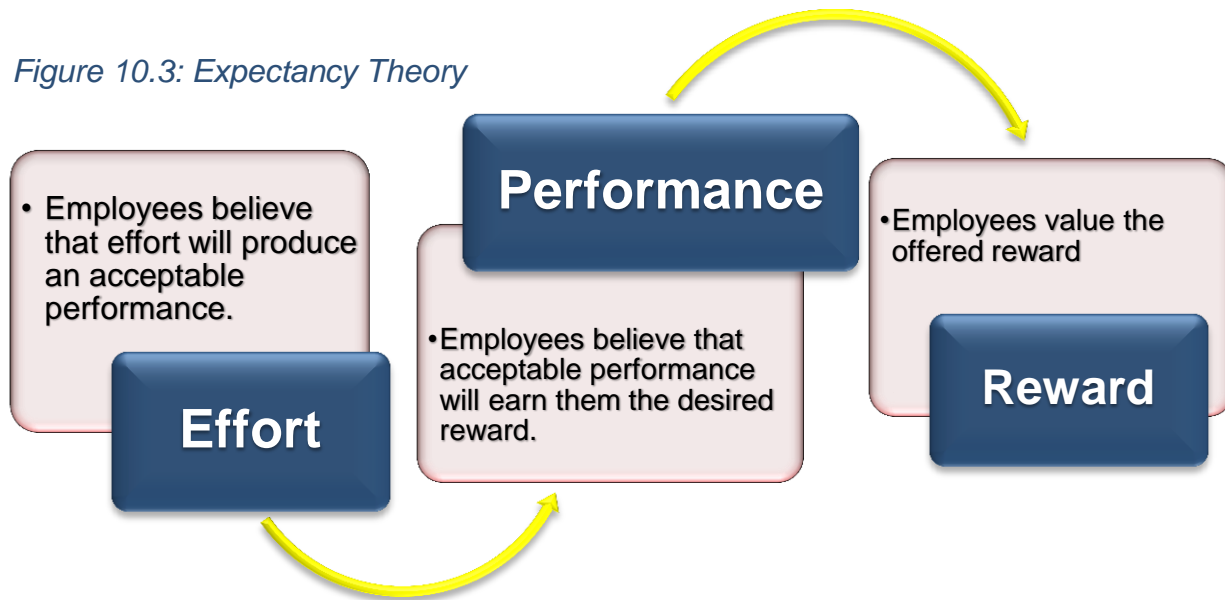 Figure 10.3: Expectancy Theory
• Employees believe
that effort will produce
an acceptable
performance.
Effort
Performance
•Employees believe that
acceptable performance
will earn them the desired
reward.
•Employees value the
offered reward
Reward